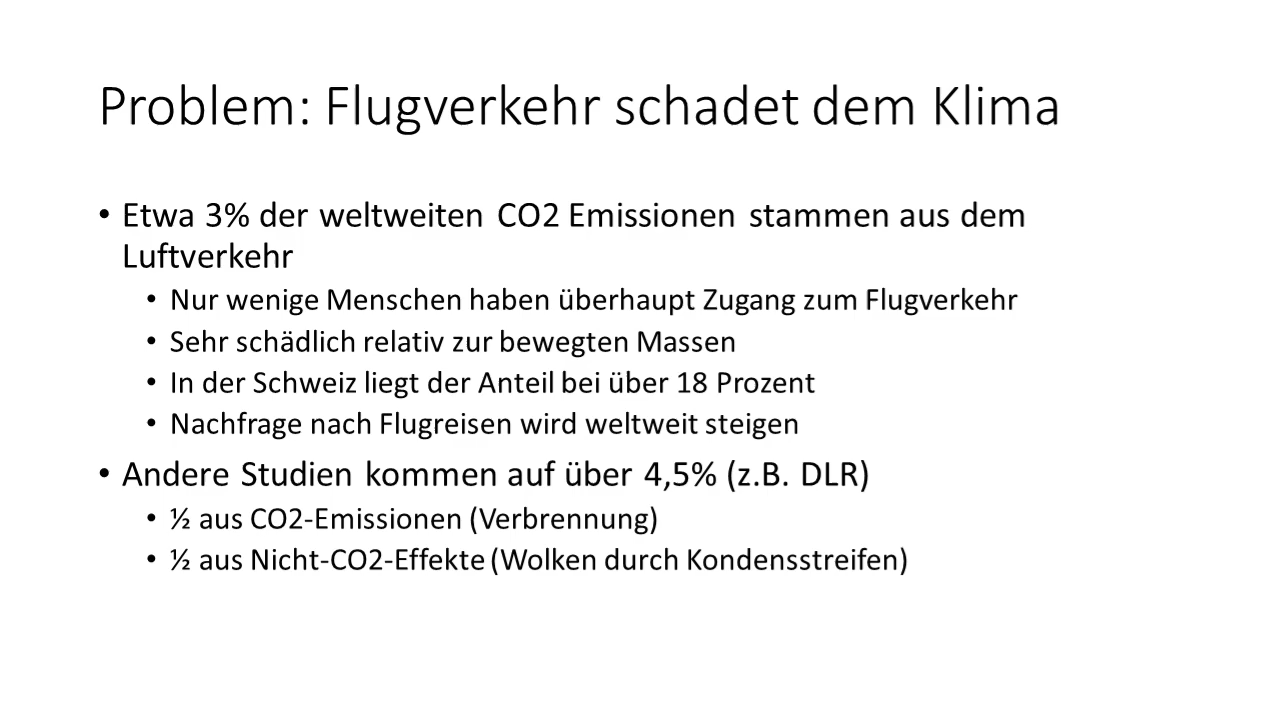 Problem: Flugverkehr schadet dem Klima
• Etwa 3% der weltweiten CO2 Emissionen stammen aus dem
Luftverkehr
• Nur wenige Menschen haben überhaupt Zugang zum Flugverkehr
• Sehr schädlich relativ zur bewegten Massen
• In der Schweiz liegt der Anteil bei über 18 Prozent
• Nachfrage nach Flugreisen wird weltweit steigen
• Andere Studien kommen auf über 4,5% (z.B. DLR)
• ½ aus CO2-Emissionen (Verbrennung)
• ½ aus Nicht-CO2-Effekte (Wolken durch Kondensstreifen)